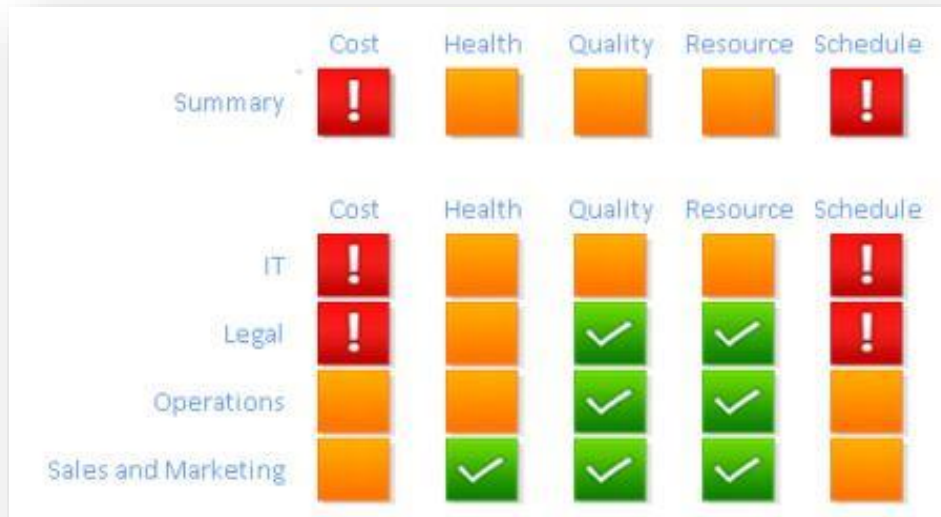 Cost Health Quality Resource Schedule
Summary
Cost Health Quality Resource Schedule
IT
Legal
Operations
Sales and Marketing